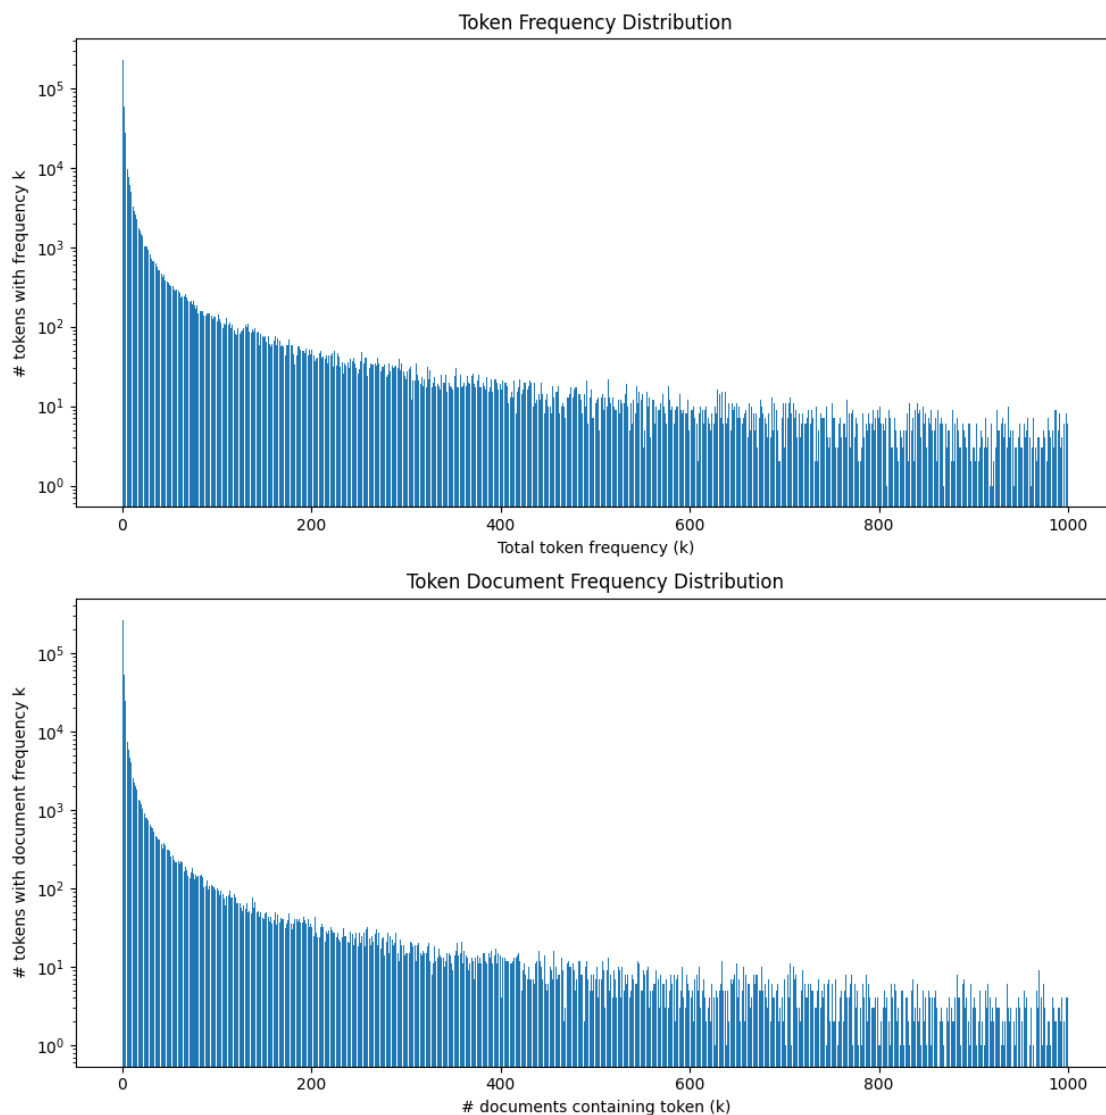 Token Frequency Distribution
10^5
10^4
10^3
10^2
10^1
10^0
# tokens with frequency k
0 200 400 600 800 1000
Total token frequency (k)
Token Document Frequency Distribution
10^5
10^4
10^3
10^2
10^1
10^0
# tokens with document frequency k
0 200 400 600 800 1000
# documents containing token (k)